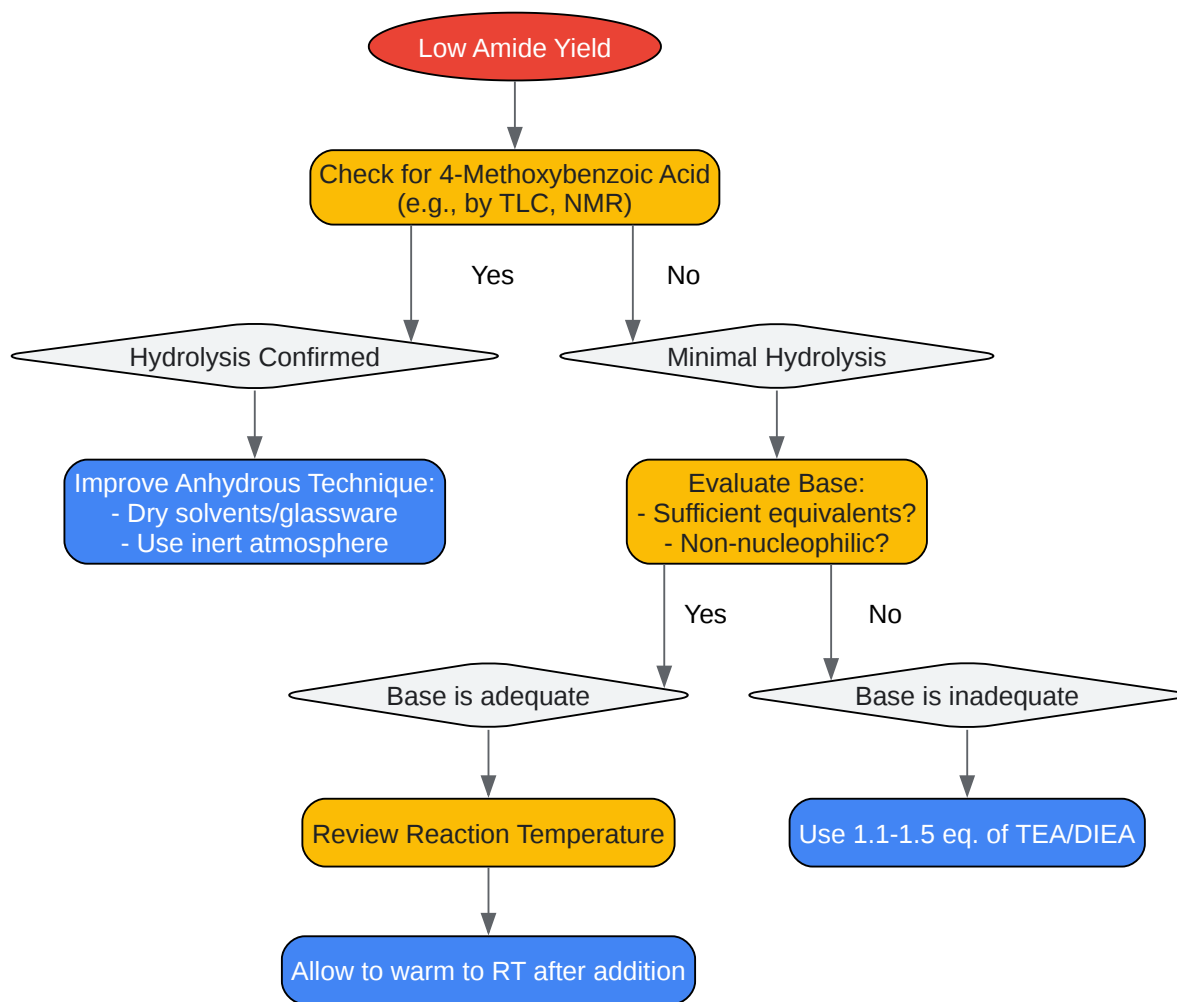 Low Amide Yield
Check for 4-Methoxybenzoic Acid
(e.g., by TLC, NMR)
Yes
No
Hydrolysis Confirmed
Minimal Hydrolysis
Improve Anhydrous Technique:
- Dry solvents/glassware
- Use inert atmosphere
Evaluate Base:
- Sufficient equivalents?
- Non-nucleophilic?
Yes
No
Base is adequate
Base is inadequate
Review Reaction Temperature
Use 1.1-1.5 eq. of TEA/DIEA
Allow to warm to RT after addition